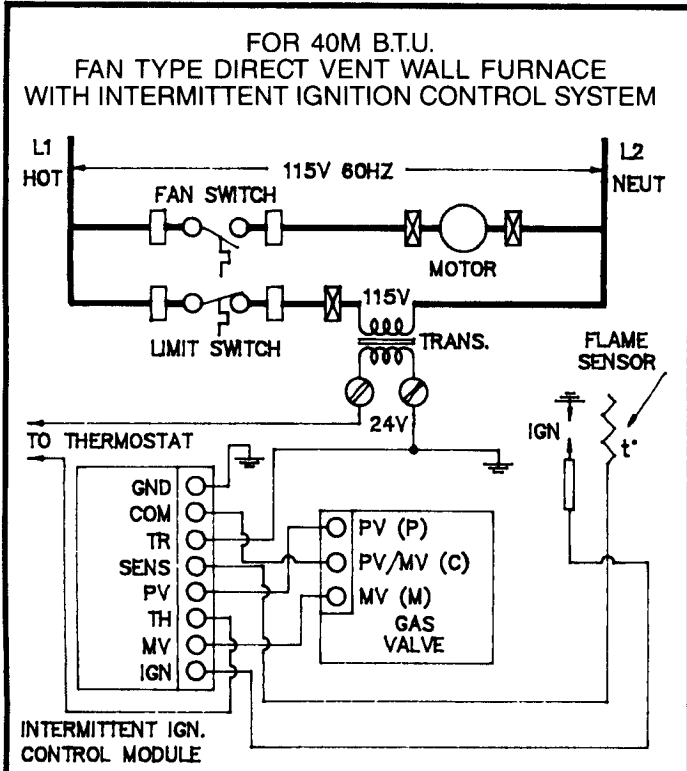 FOR 40M B.T.U.
FAN TYPE DIRECT VENT WALL FURNACE
WITH INTERMITTENT IGNITION CONTROL SYSTEM
L1
HOT
115V 60HZ
L2
NEUT
FAN SWITCH
MOTOR
LIMIT SWITCH
115V
TRANS.
24V
FLAME
SENSOR
IGN
t°
TO THERMOSTAT
GND
COM
TR
SENS
PV
TH
MV
IGN
PV (P)
PV/MV (C)
MV (M)
GAS
VALVE
INTERMITTENT IGN.
CONTROL MODULE